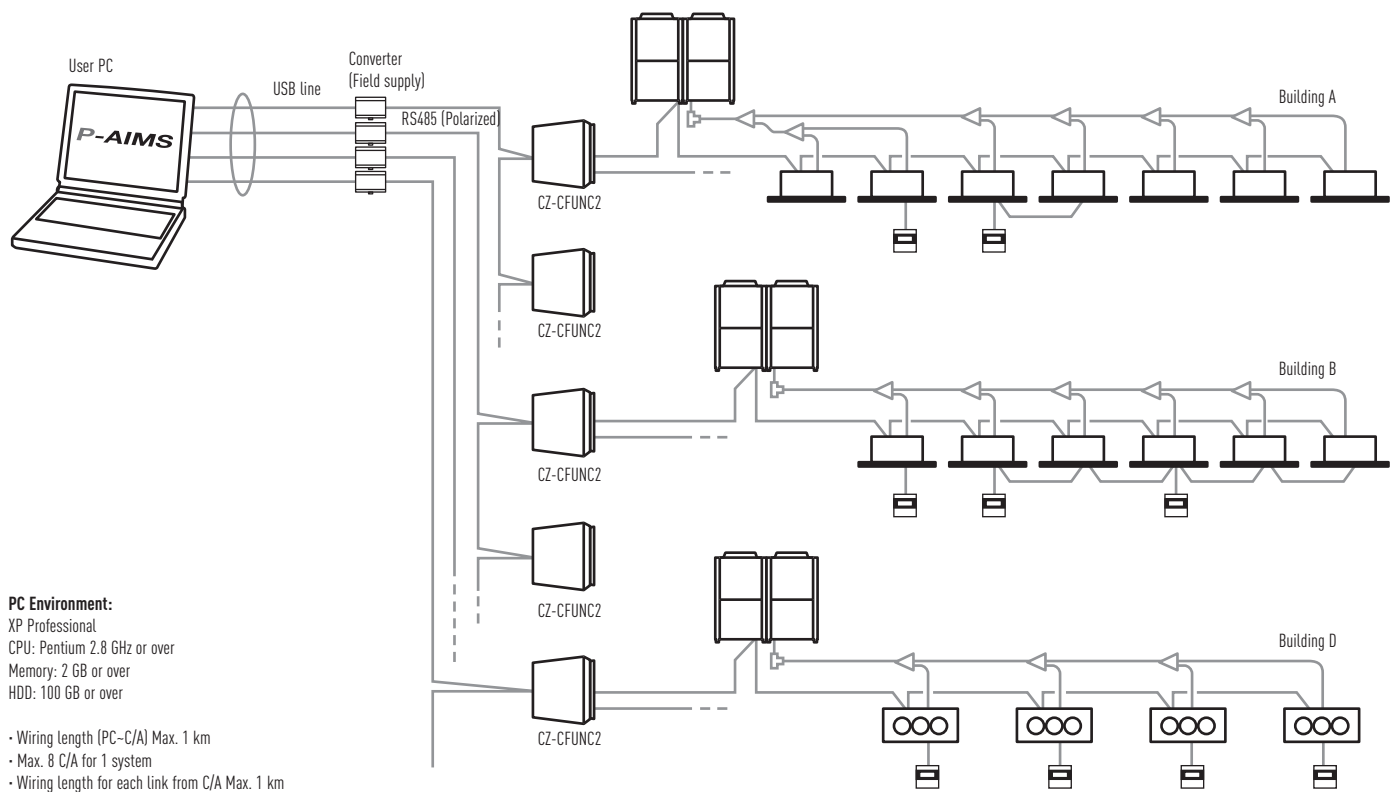 User PC
P-AIMS
USB line
Converter
(Field supply)
RS485 (Polarized)
CZ-CFUNC2
Building A
CZ-CFUNC2
Building B
CZ-CFUNC2
CZ-CFUNC2
Building D
CZ-CFUNC2
PC Environment:
XP Professional
CPU: Pentium 2.8 GHz or over
Memory: 2 GB or over
HDD: 100 GB or over
· Wiring length (PC~C/A) Max. 1 km
· Max. 8 C/A for 1 system
· Wiring length for each link from C/A Max. 1 km